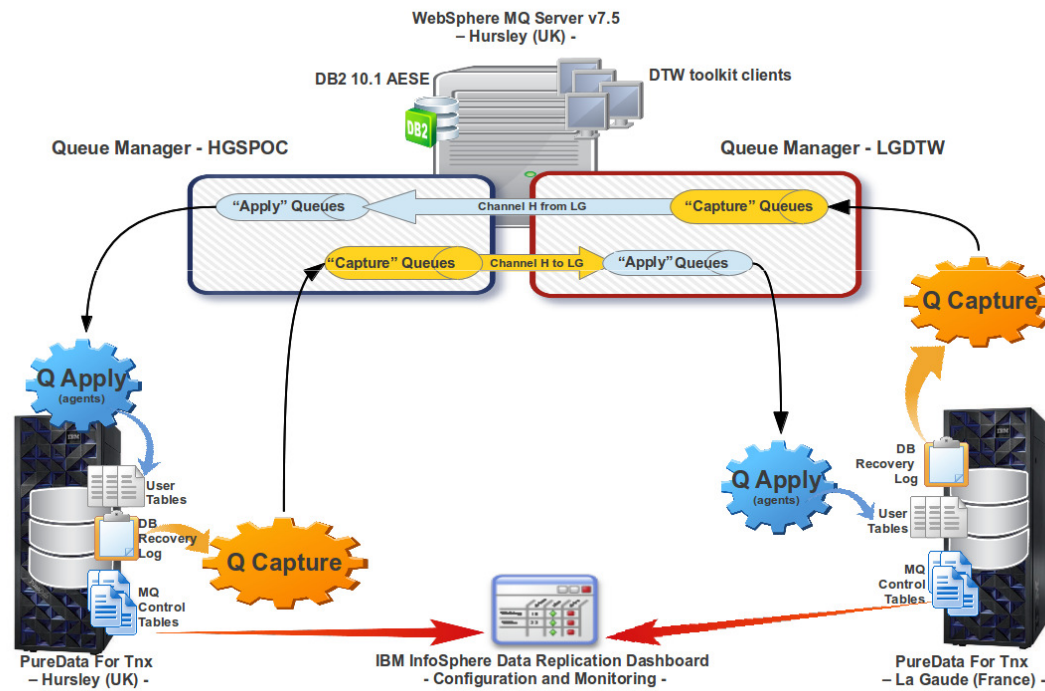 WebSphere MQ Server v7.5
– Hursley (UK) -
DB2 10.1 AESE
DTW toolkit clients
DB2
Queue Manager - HGSPOC
Queue Manager - LGDTW
“Apply” Queues
Channel H from LG
“Capture” Queues
“Capture” Queues
Channel H to LG
“Apply” Queues
Q Capture
Q Apply
(agents)
IBM
User
Tables
DB
Recovery
Log
Q Capture
MQ
Control
Tables
Q Apply
(agents)
IBM
DB
Recovery
Log
User
Tables
MQ
Control
Tables
PureData For Tnx
– Hursley (UK) -
IBM InfoSphere Data Replication Dashboard
- Configuration and Monitoring -
PureData For Tnx
– La Gaude (France) -